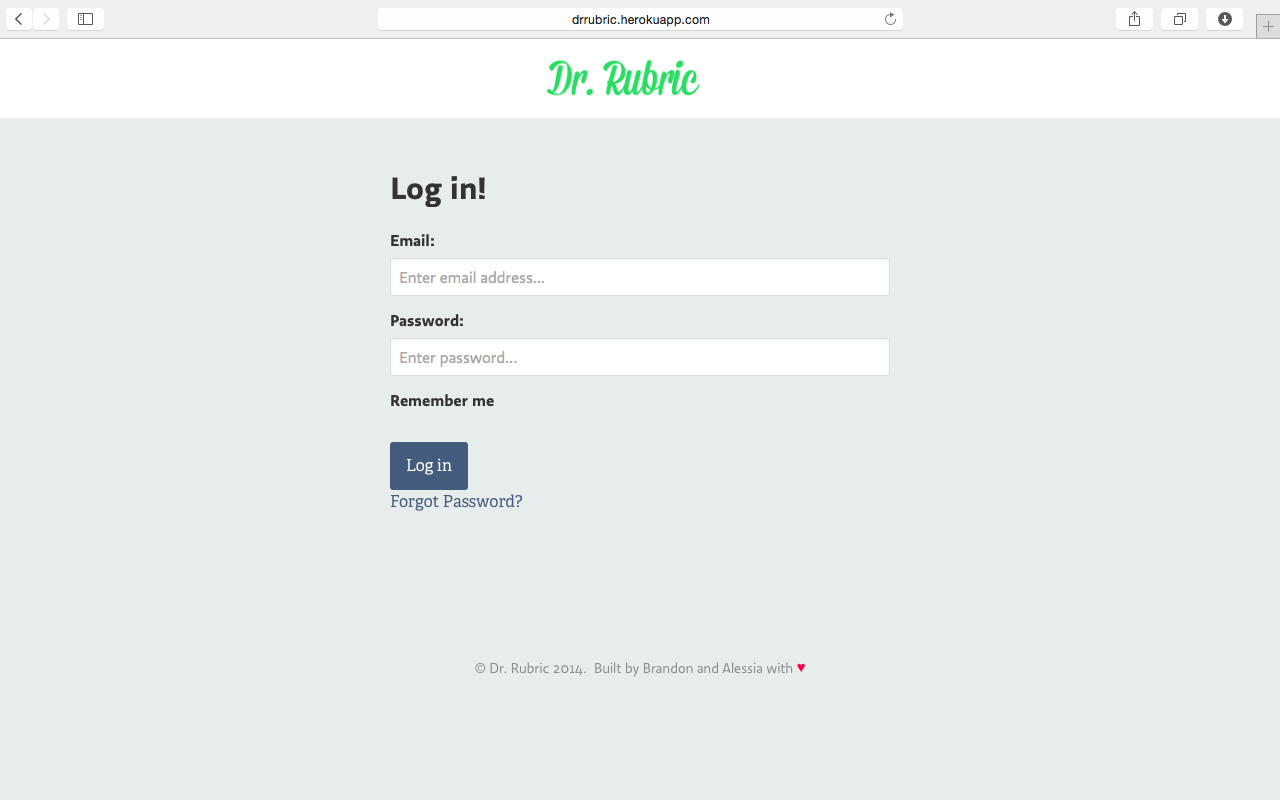 drrubric.herokuapp.com
Dr. Rubric
Log in!
Email:
Enter email address...
Password:
Enter password...
Remember me
Log in
Forgot Password?
© Dr. Rubric 2014. Built by Brandon and Alessia with ♥